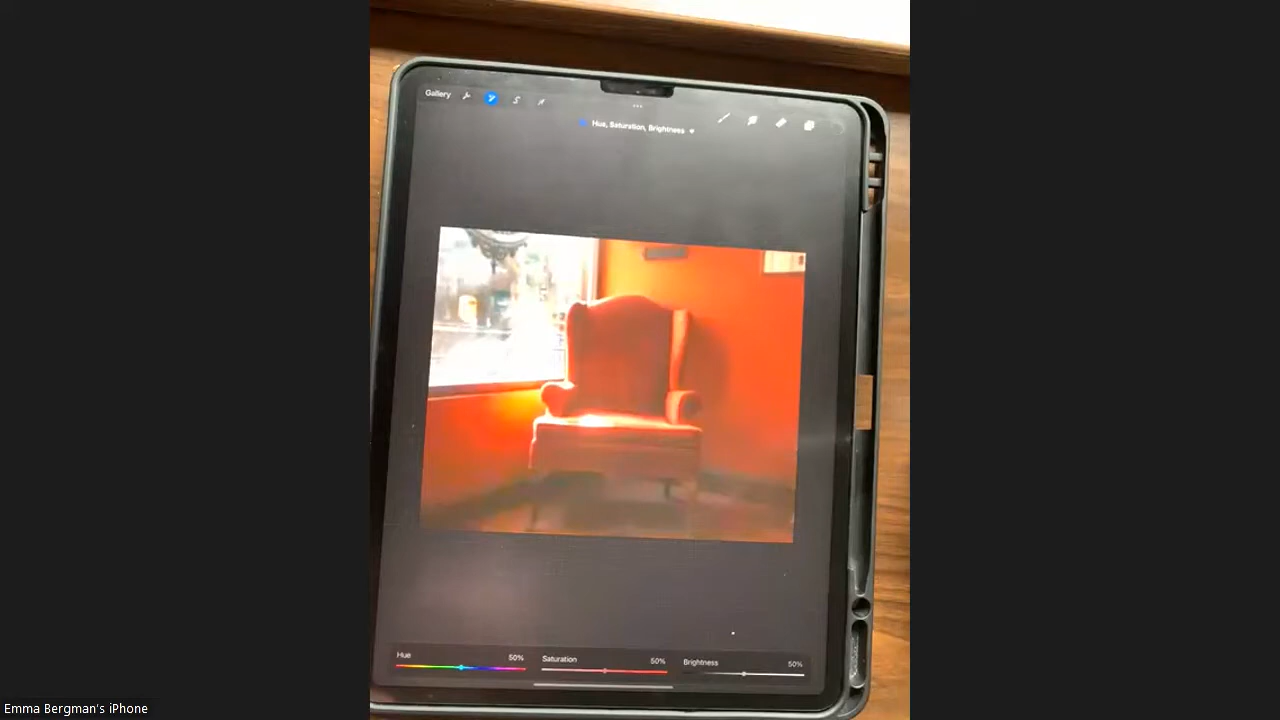 Gallery
Hue, Saturation, Brightness
Hue 50% Saturation 50% Brightness 50%
Emma Bergman's iPhone